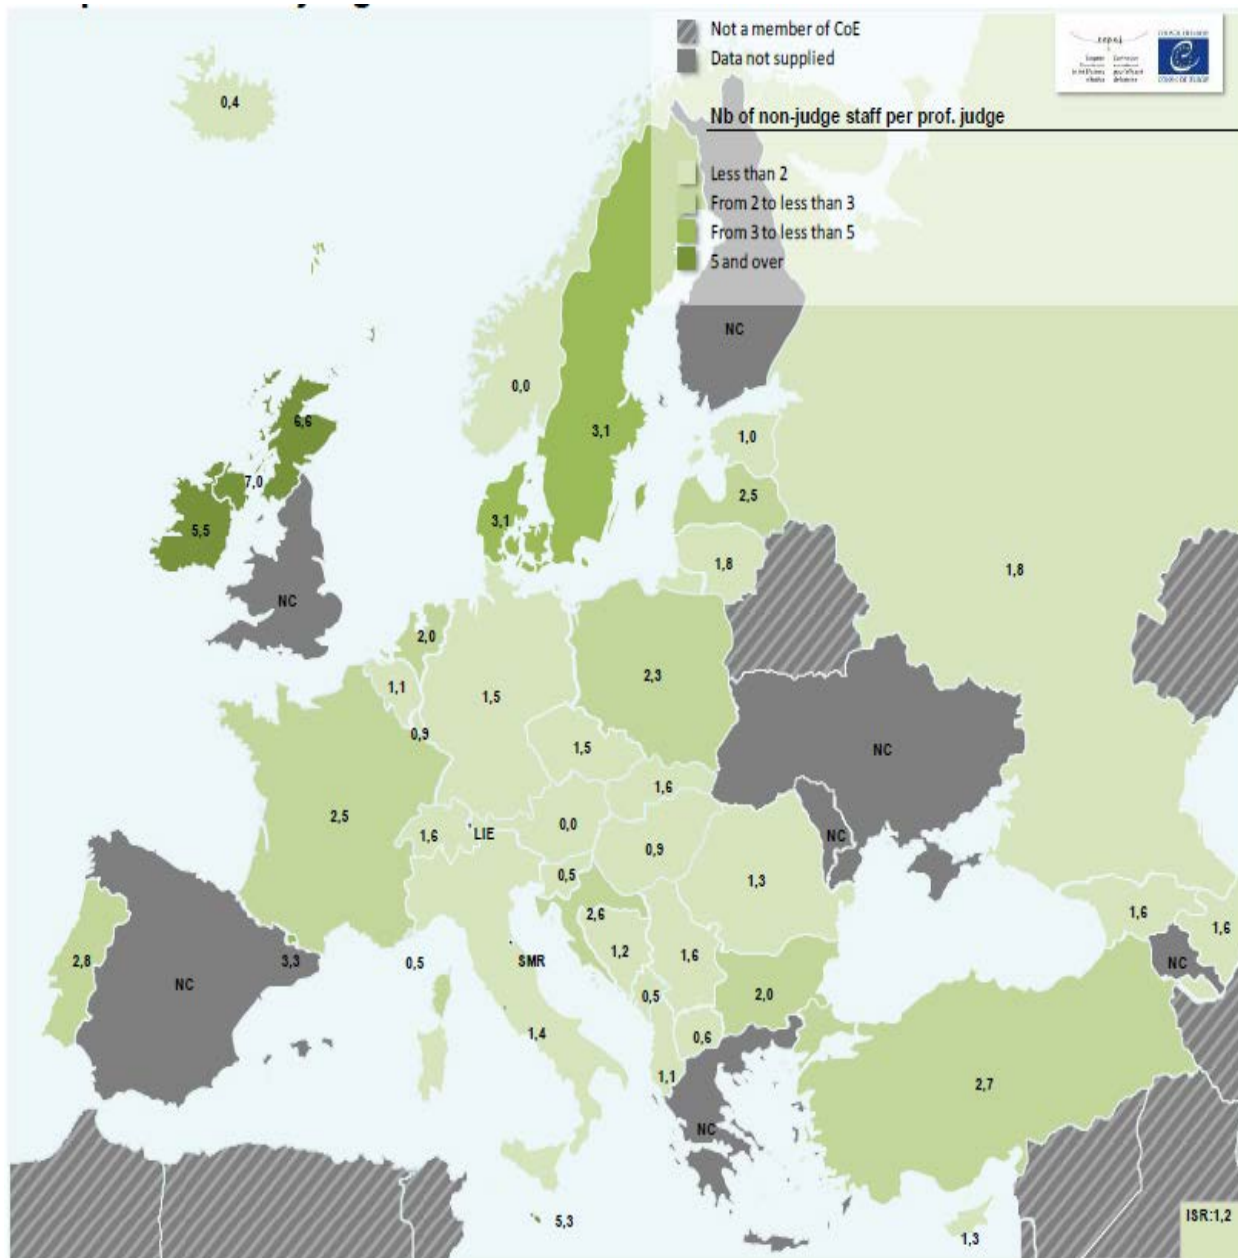 Not a member of CoE
Data not supplied
Nb of non-judge staff per prof. judge
Less than 2
From 2 to less than 3
From 3 to less than 5
5 and over
0,4
NC
0,0
6,6
3,1
1,0
7,0
2,5
5,5
3,1
1,8
1,8
NC
2,0
2,3
1,1
1,5
0,9
1,5
NC
1,6
2,5
0,0
1,6
LIE
NC
0,9
0,5
1,3
2,6
1,6
1,6
1,2
1,6
2,8
3,3
0,5
SMR
NC
NC
0,5
2,0
1,4
0,6
1,1
2,7
NC
5,3
ISR:1,2
1,3